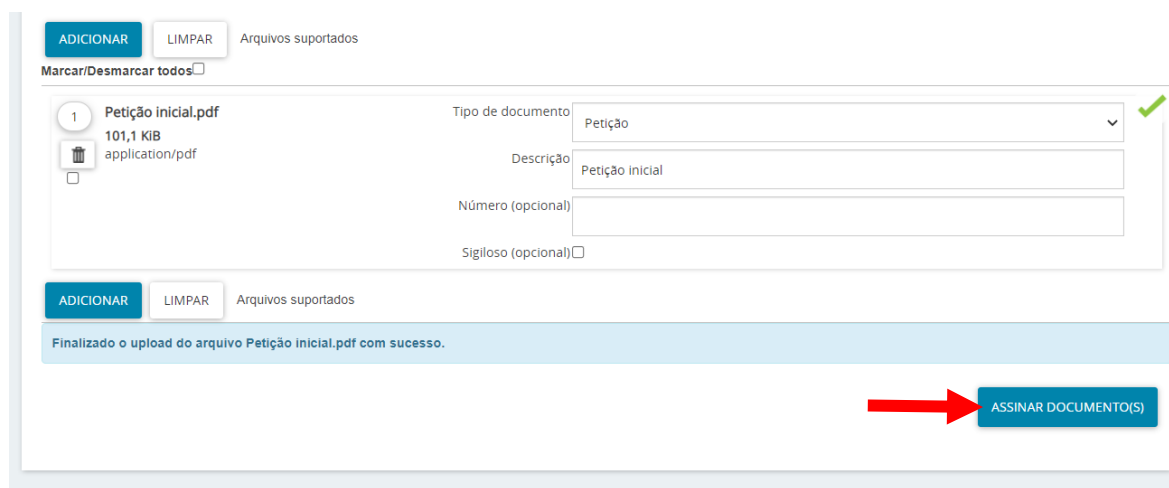 ADICIONAR LIMPAR Arquivos suportados
Marcar/Desmarcar todos
1 Petição inicial.pdf Tipo de documento Petição
101,1 KiB
application/pdf Descrição Petição inicial
Número (opcional)
Sigiloso (opcional)
ADICIONAR LIMPAR Arquivos suportados
Finalizado o upload do arquivo Petição inicial.pdf com sucesso.
ASSINAR DOCUMENTO(S)